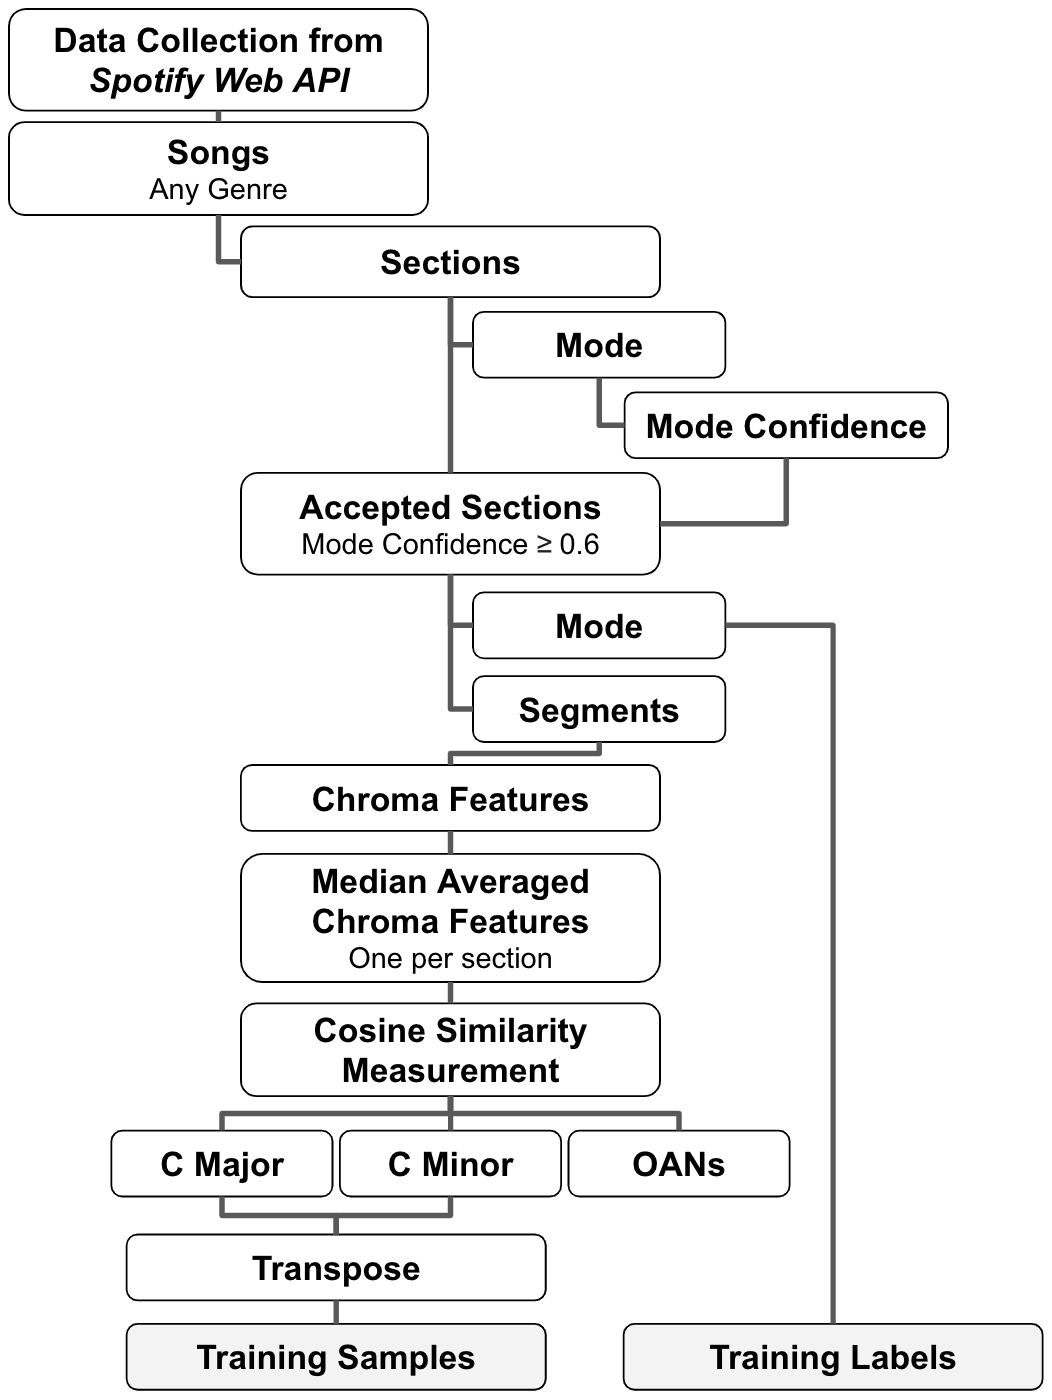 Data Collection from
Spotify Web API
Songs
Any Genre
Sections
Mode
Mode Confidence
Accepted Sections
Mode Confidence ≥ 0.6
Mode
Segments
Chroma Features
Median Averaged
Chroma Features
One per section
Cosine Similarity
Measurement
C Major
C Minor
OANs
Transpose
Training Samples
Training Labels